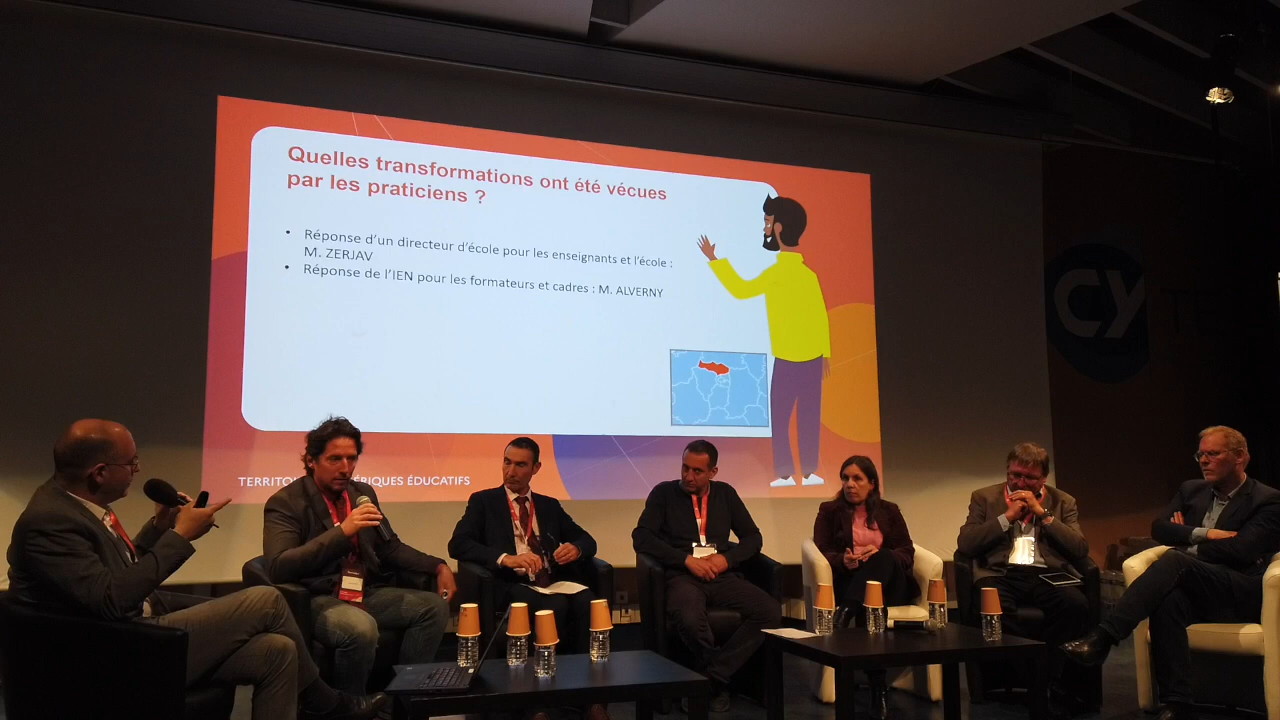 Quelles transformations ont été vécues
par les praticiens ?
• Réponse d'un directeur d'école pour les enseignants et l'école :
M. ZERJAV
• Réponse de l'IEN pour les formateurs et cadres : M. ALVERNY
CY
ÉDUCATIFS